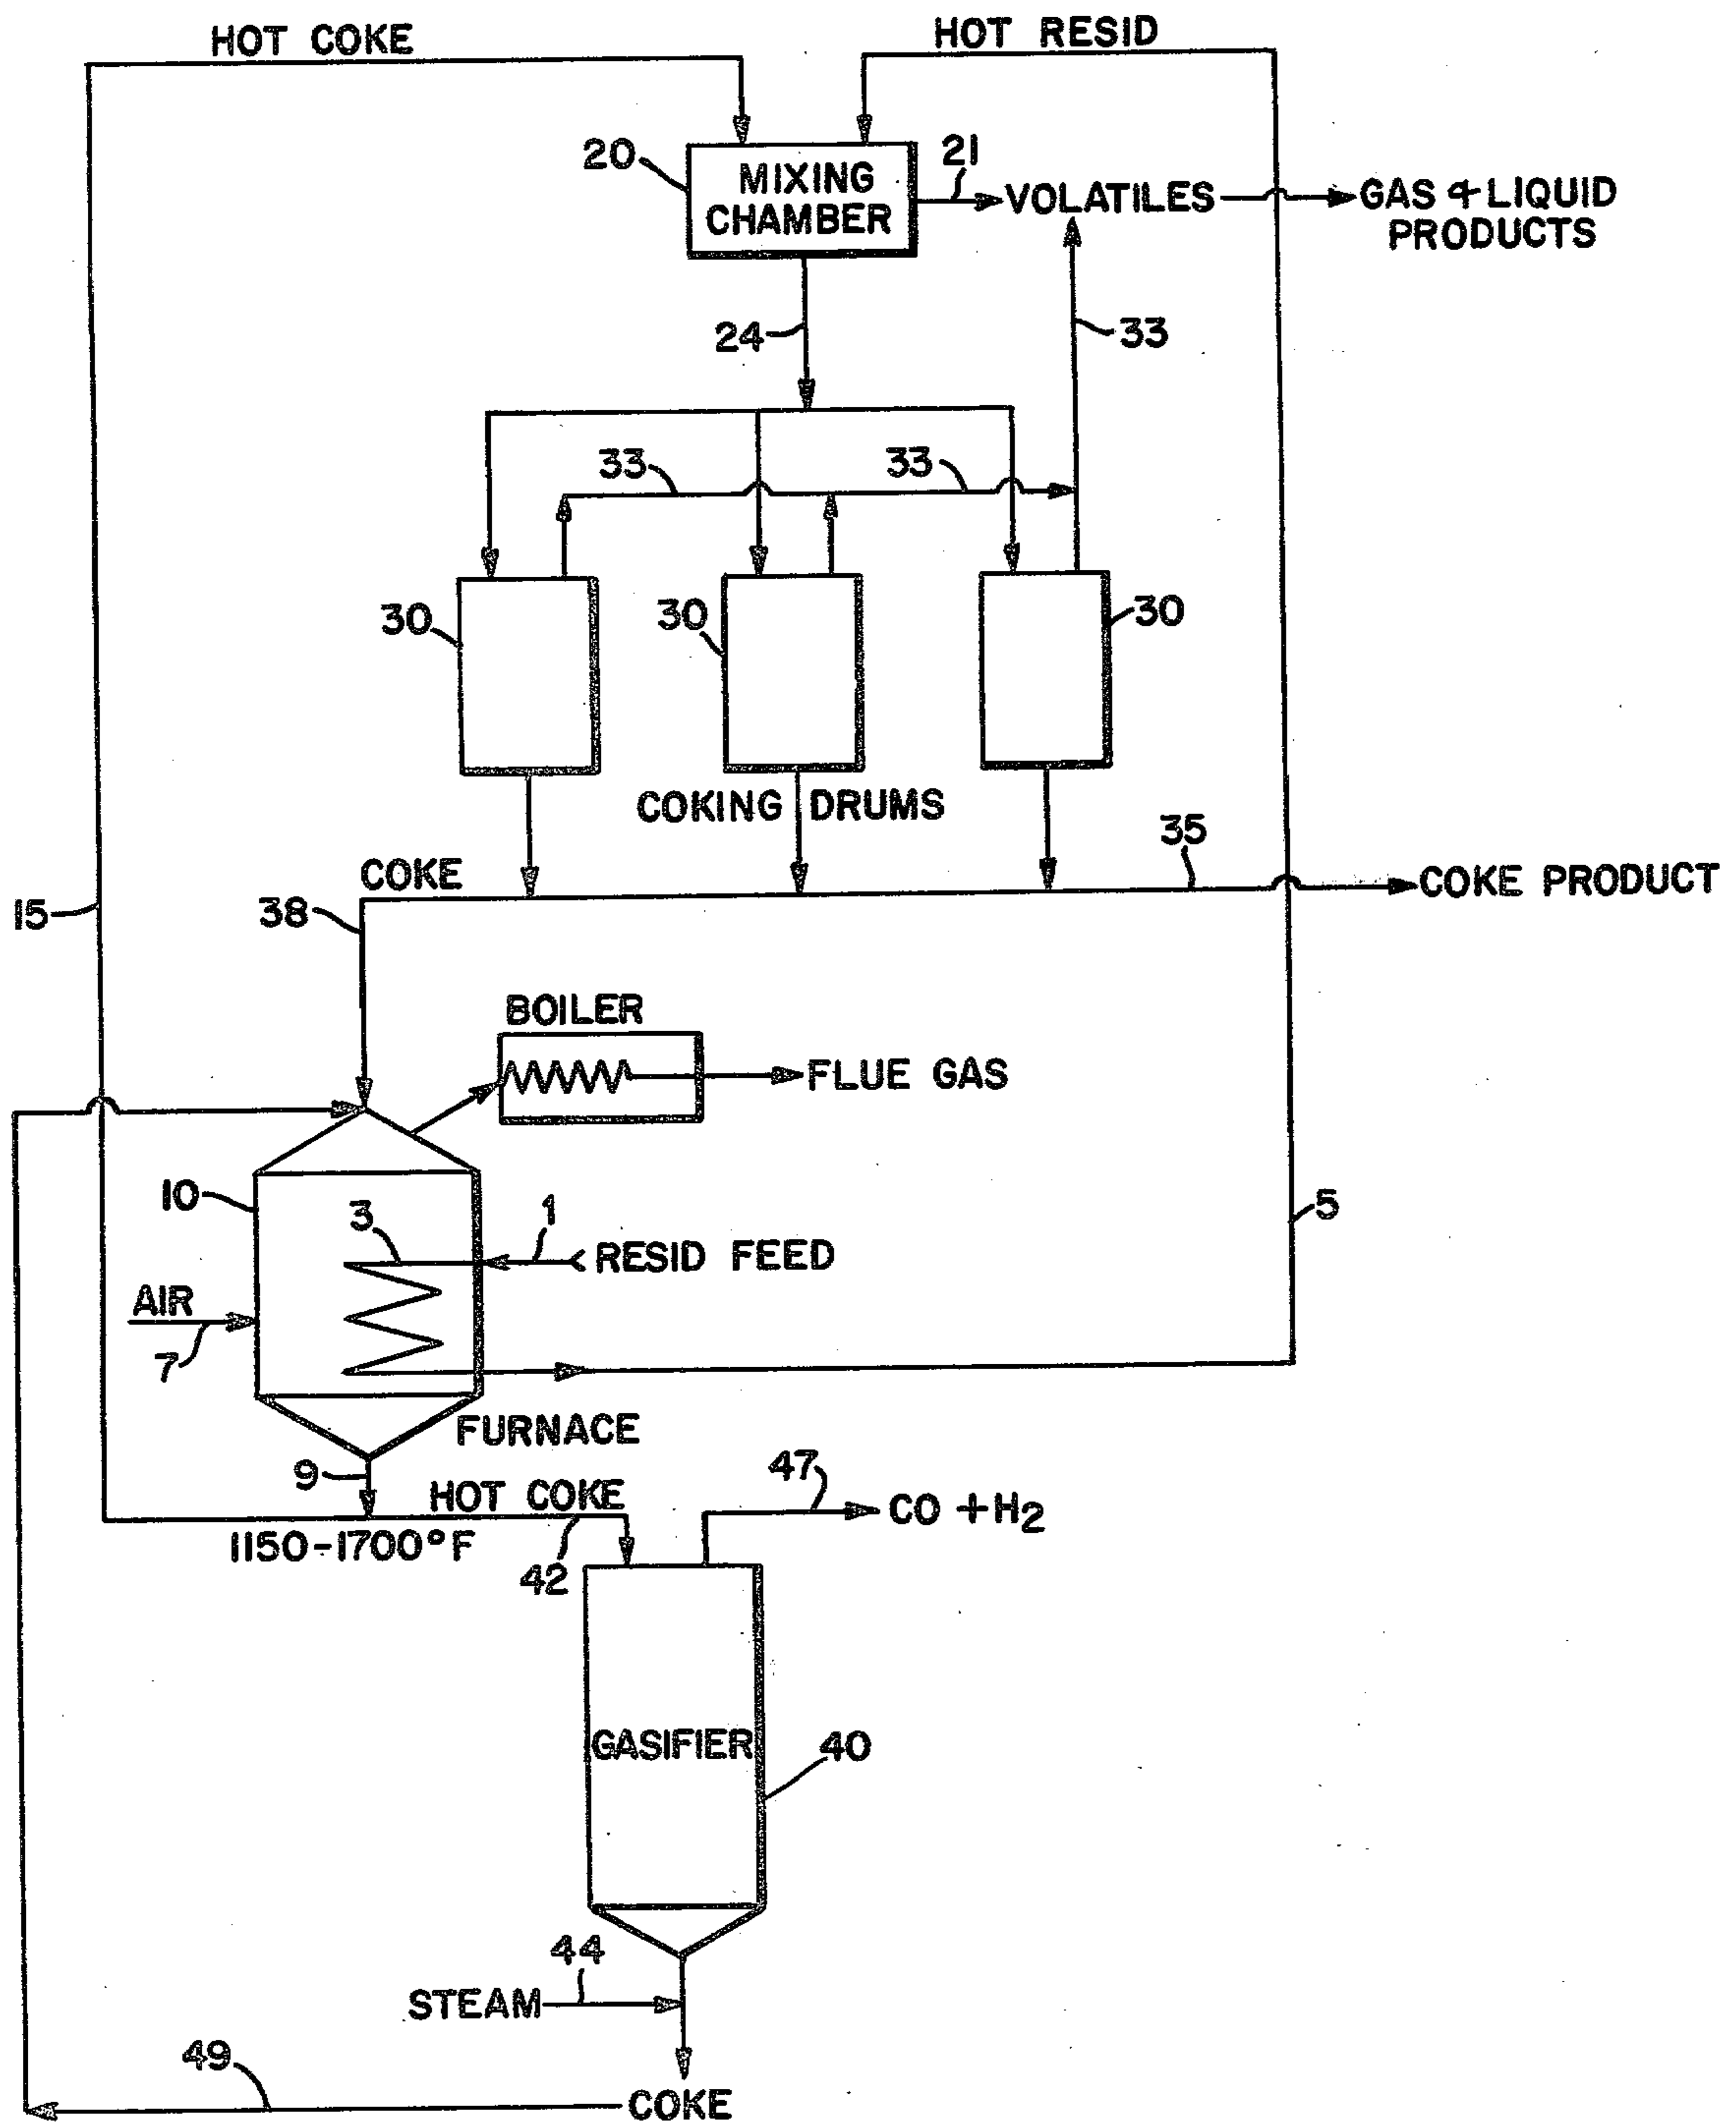 HOT COKE
HOT RESID
20
MIXING
CHAMBER
21
VOLATILES
GAS & LIQUID
PRODUCTS
24
33
33
33
30
30
30
COKING DRUMS
COKE
35
COKE PRODUCT
15
38
BOILER
FLUE GAS
10
3
1
RESID FEED
5
AIR
7
FURNACE
9
HOT COKE
47
CO + H2
1150-1700°F
42
GASIFIER
40
44
STEAM
49
COKE